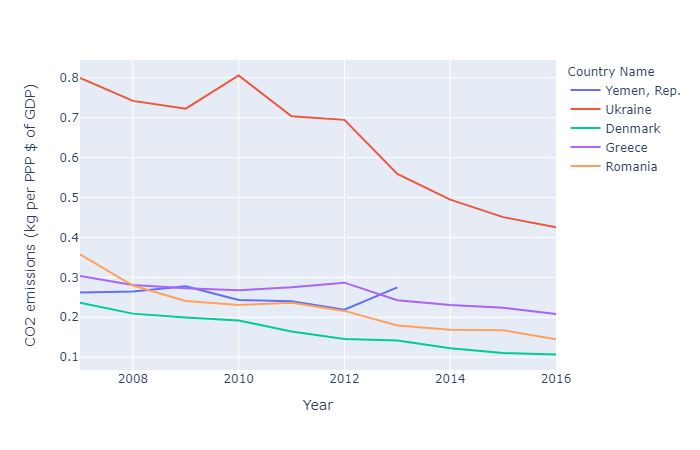 0.8
0.7
0.6
0.5
0.4
0.3
0.2
0.1
CO2 emissions (kg per PPP $ of GDP)
2008
2010
2012
2014
2016
Year
Country Name
Yemen, Rep.
Ukraine
Denmark
Greece
Romania